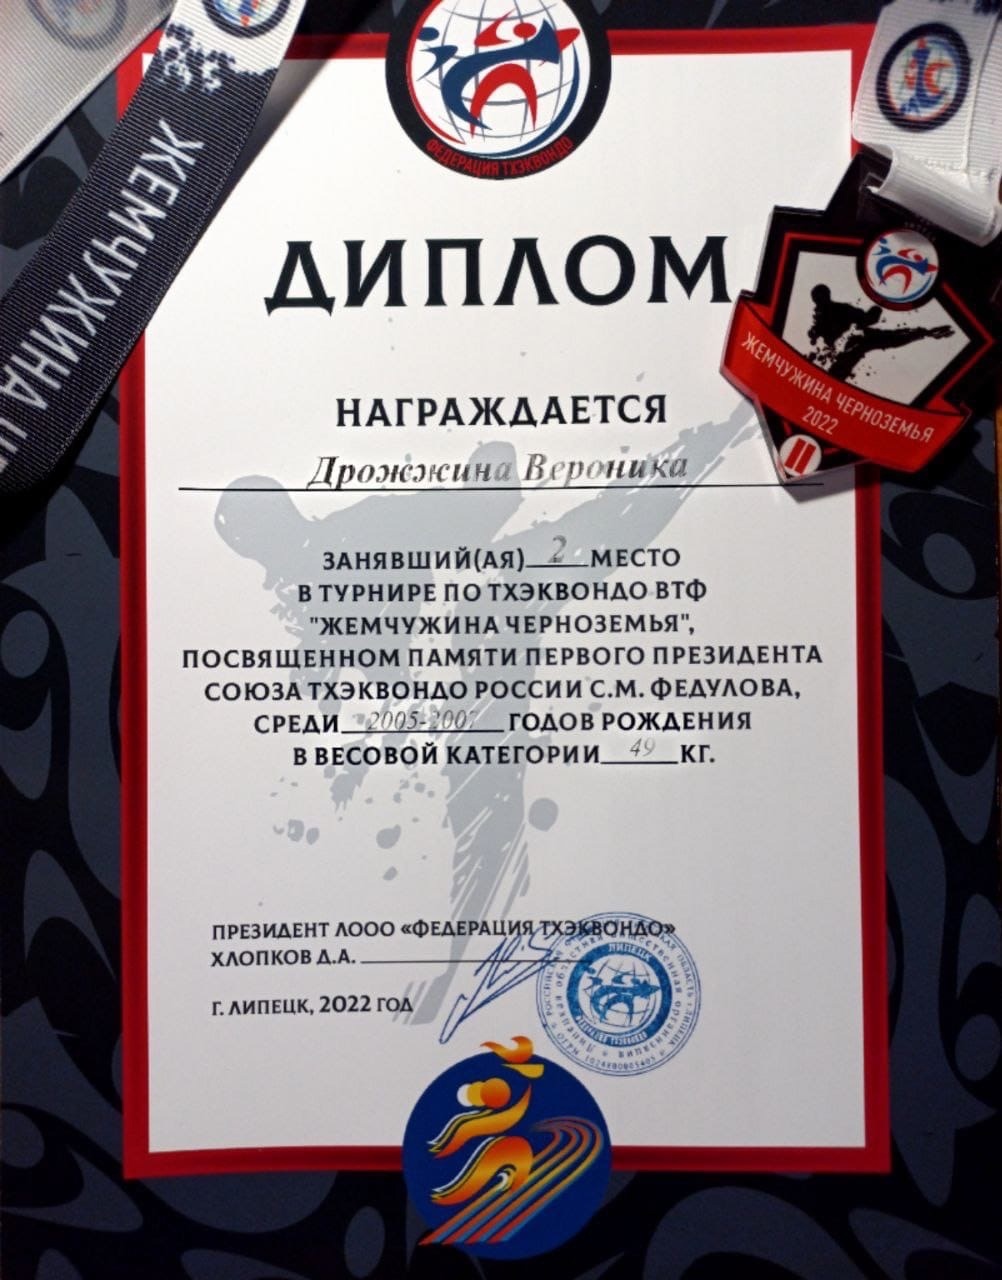 ФЕДЕРАЦИЯ ТХЭКВОНДО
ЖЕМЧУЖИНА
ДИПЛОМ
ЖЕМЧУЖИНА ЧЕРНОЗЕМЬЯ
2022
II
НАГРАЖДАЕТСЯ
Дрожжина Вероника
ЗАНЯВШИЙ(АЯ) 2 МЕСТО
В ТУРНИРЕ ПО ТХЭКВОНДО ВТФ
"ЖЕМЧУЖИНА ЧЕРНОЗЕМЬЯ",
ПОСВЯЩЕННОМ ПАМЯТИ ПЕРВОГО ПРЕЗИДЕНТА
СОЮЗА ТХЭКВОНДО РОССИИ С.М. ФЕДУЛОВА,
СРЕДИ 2005-2007 ГОДОВ РОЖДЕНИЯ
В ВЕСОВОЙ КАТЕГОРИИ 49 КГ.
ПРЕЗИДЕНТ ЛООО «ФЕДЕРАЦИЯ ТХЭКВОНДО»
ХЛОПКОВ Д.А.
Г. ЛИПЕЦК, 2022 ГОД
ЛИПЕЦК